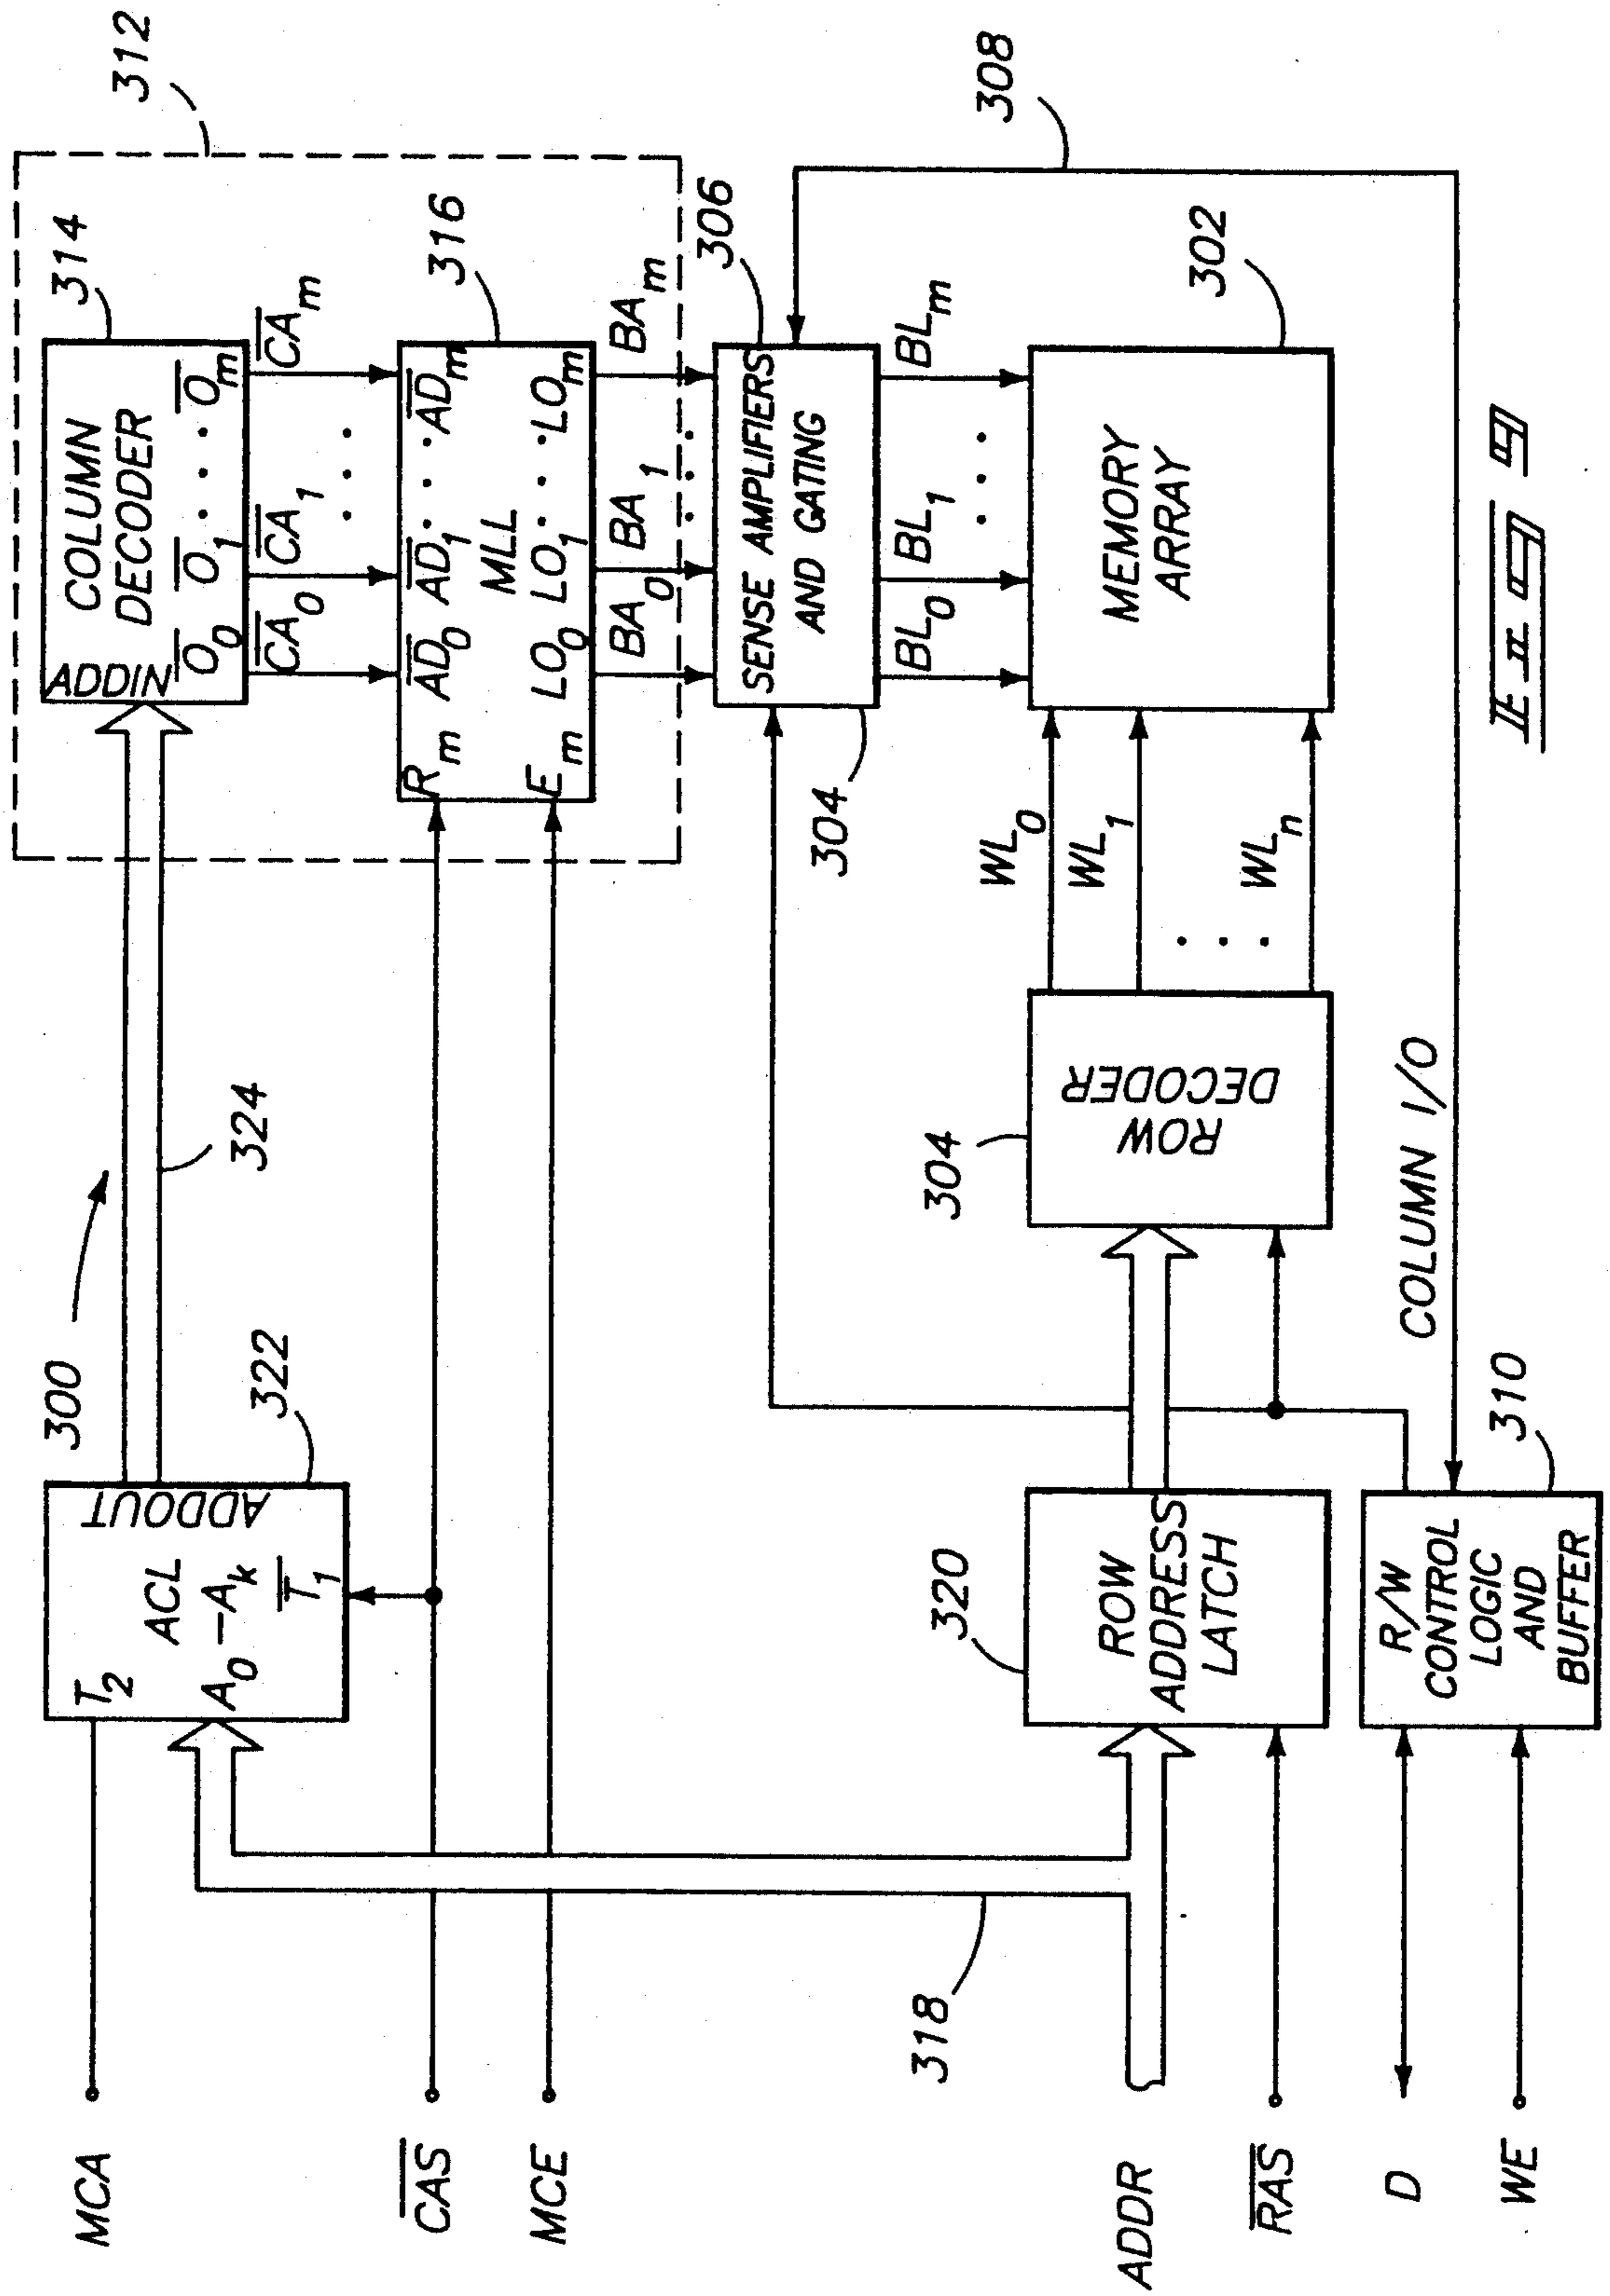 MCA
C̅A̅S̅
MCE
ADDR
R̅A̅S̅
D
WE
300
318
320
322
324
310
T₂
ACL
A₀–Aₖ
T̅₁
ADDOUT
ROW
ADDRESS
LATCH
R/W
CONTROL
LOGIC
AND
BUFFER
ROW
DECODER
304
COLUMN I/O
WL₀
WL₁
. . .
WLₙ
312
314
ADDIN
COLUMN
DECODER
O̅₀ O̅₁ . . . O̅ₘ
C̅A̅₀ C̅A̅₁ . . . C̅A̅ₘ
316
Rₘ A̅D̅₀ A̅D̅₁ . . . A̅D̅ₘ
MLL
Eₘ LO₀ LO₁ . . . LOₘ
BA₀ BA₁ . . . BAₘ
306
SENSE AMPLIFIERS
AND GATING
304
308
BL₀ BL₁ . . . BLₘ
302
MEMORY
ARRAY